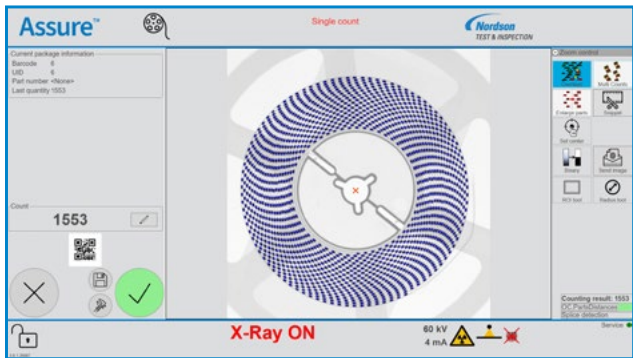 Assure™
Single count
Nordson
TEST & INSPECTION
Current package information
Barcode 6
UID 6
Part number <None>
Last quantity 1553
Count
1553
Zoom control
Multi Counts
Enlarge parts
Snippet
Set center
Binary
Send image
ROI tool
Radius tool
Counting result: 1553
OC.PartsDistances
Splice detection
X-Ray ON
60 kV
4 mA
Service